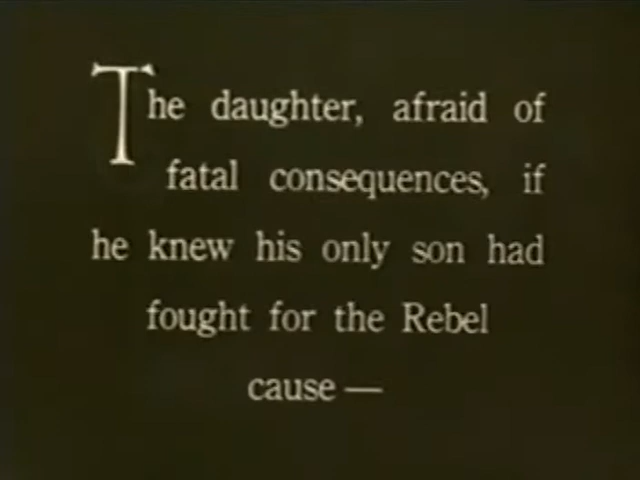 The daughter, afraid of
fatal consequences, if
he knew his only son had
fought for the Rebel
cause —